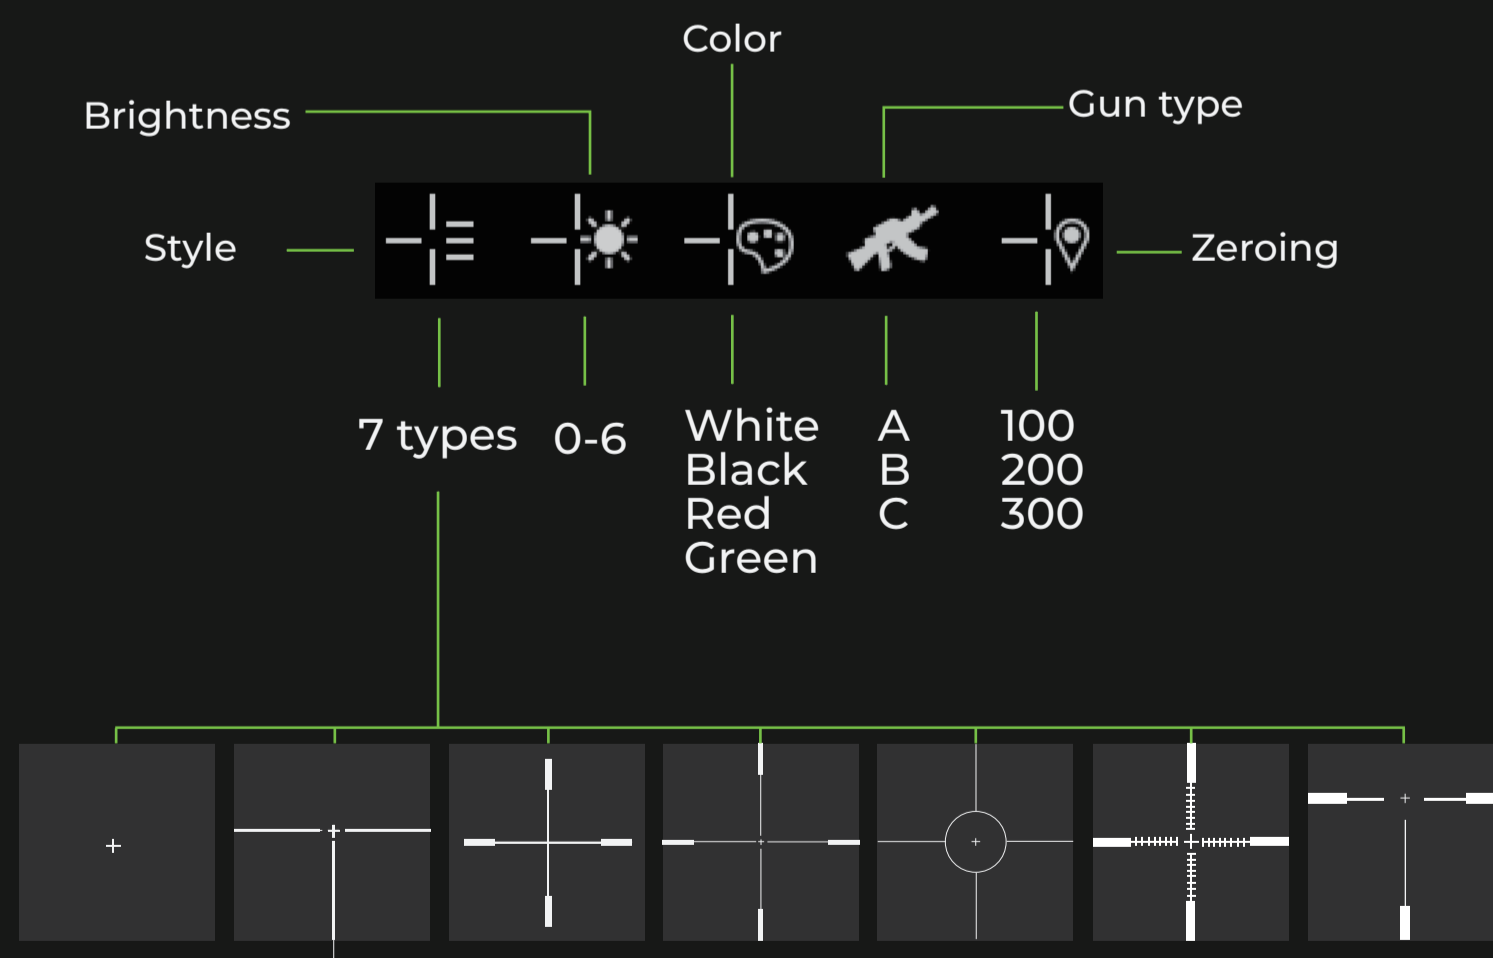 Color
Brightness
Gun type
Style
Zeroing
7 types
0-6
White
Black
Red
Green
A
B
C
100
200
300